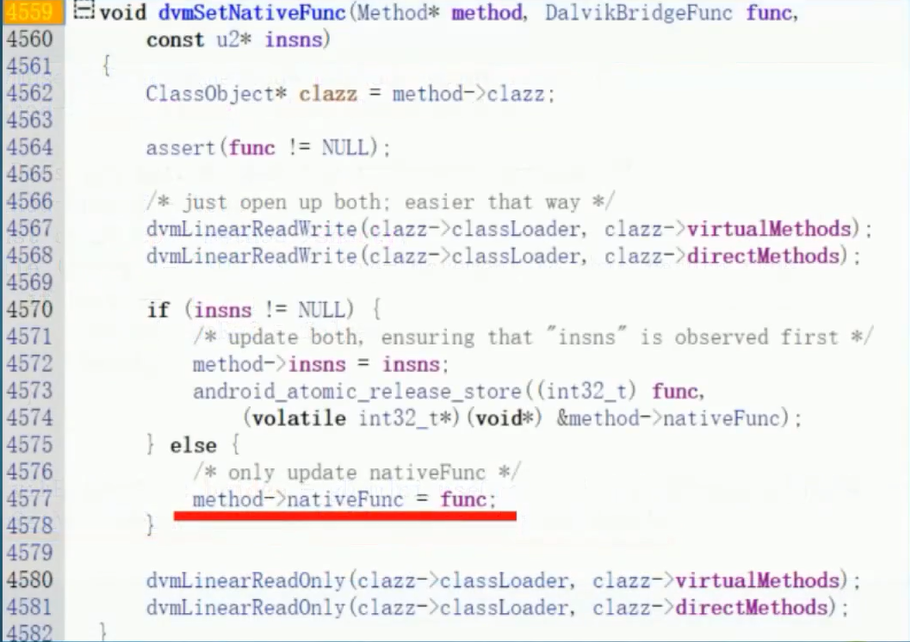 4559 void dvmSetNativeFunc(Method* method, DalvikBridgeFunc func,
4560 const u2* insns)
4561 {
4562 ClassObject* clazz = method->clazz;
4563
4564 assert(func != NULL);
4565
4566 /* just open up both; easier that way */
4567 dvmLinearReadWrite(clazz->classLoader, clazz->virtualMethods);
4568 dvmLinearReadWrite(clazz->classLoader, clazz->directMethods);
4569
4570 if (insns != NULL) {
4571 /* update both, ensuring that "insns" is observed first */
4572 method->insns = insns;
4573 android_atomic_release_store((int32_t) func,
4574 (volatile int32_t*)(void*) &method->nativeFunc);
4575 } else {
4576 /* only update nativeFunc */
4577 method->nativeFunc = func;
4578 }
4579
4580 dvmLinearReadOnly(clazz->classLoader, clazz->virtualMethods);
4581 dvmLinearReadOnly(clazz->classLoader, clazz->directMethods);
4582 }